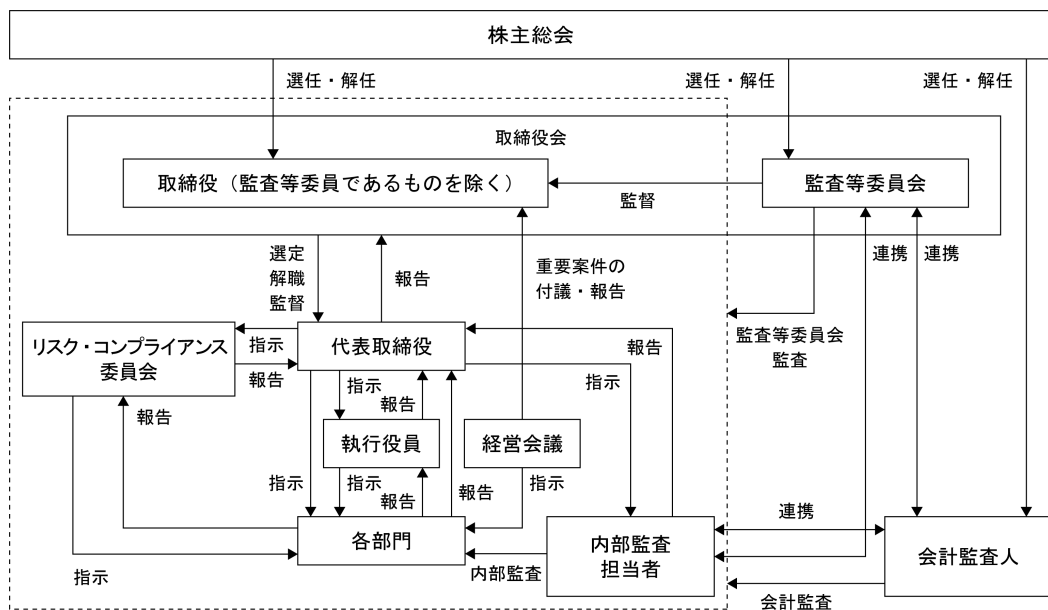 株主総会
選任・解任
選任・解任
選任・解任
取締役会
取締役（監査等委員であるものを除く）
監査等委員会
監督
選定
解職
監督
報告
重要案件の
付議・報告
連携
連携
監査等委員会
監査
リスク・コンプライアンス
委員会
指示
報告
代表取締役
報告
指示
報告
指示
報告
執行役員
経営会議
指示
指示
報告
報告
指示
各部門
内部監査
内部監査
担当者
連携
会計監査人
指示
会計監査